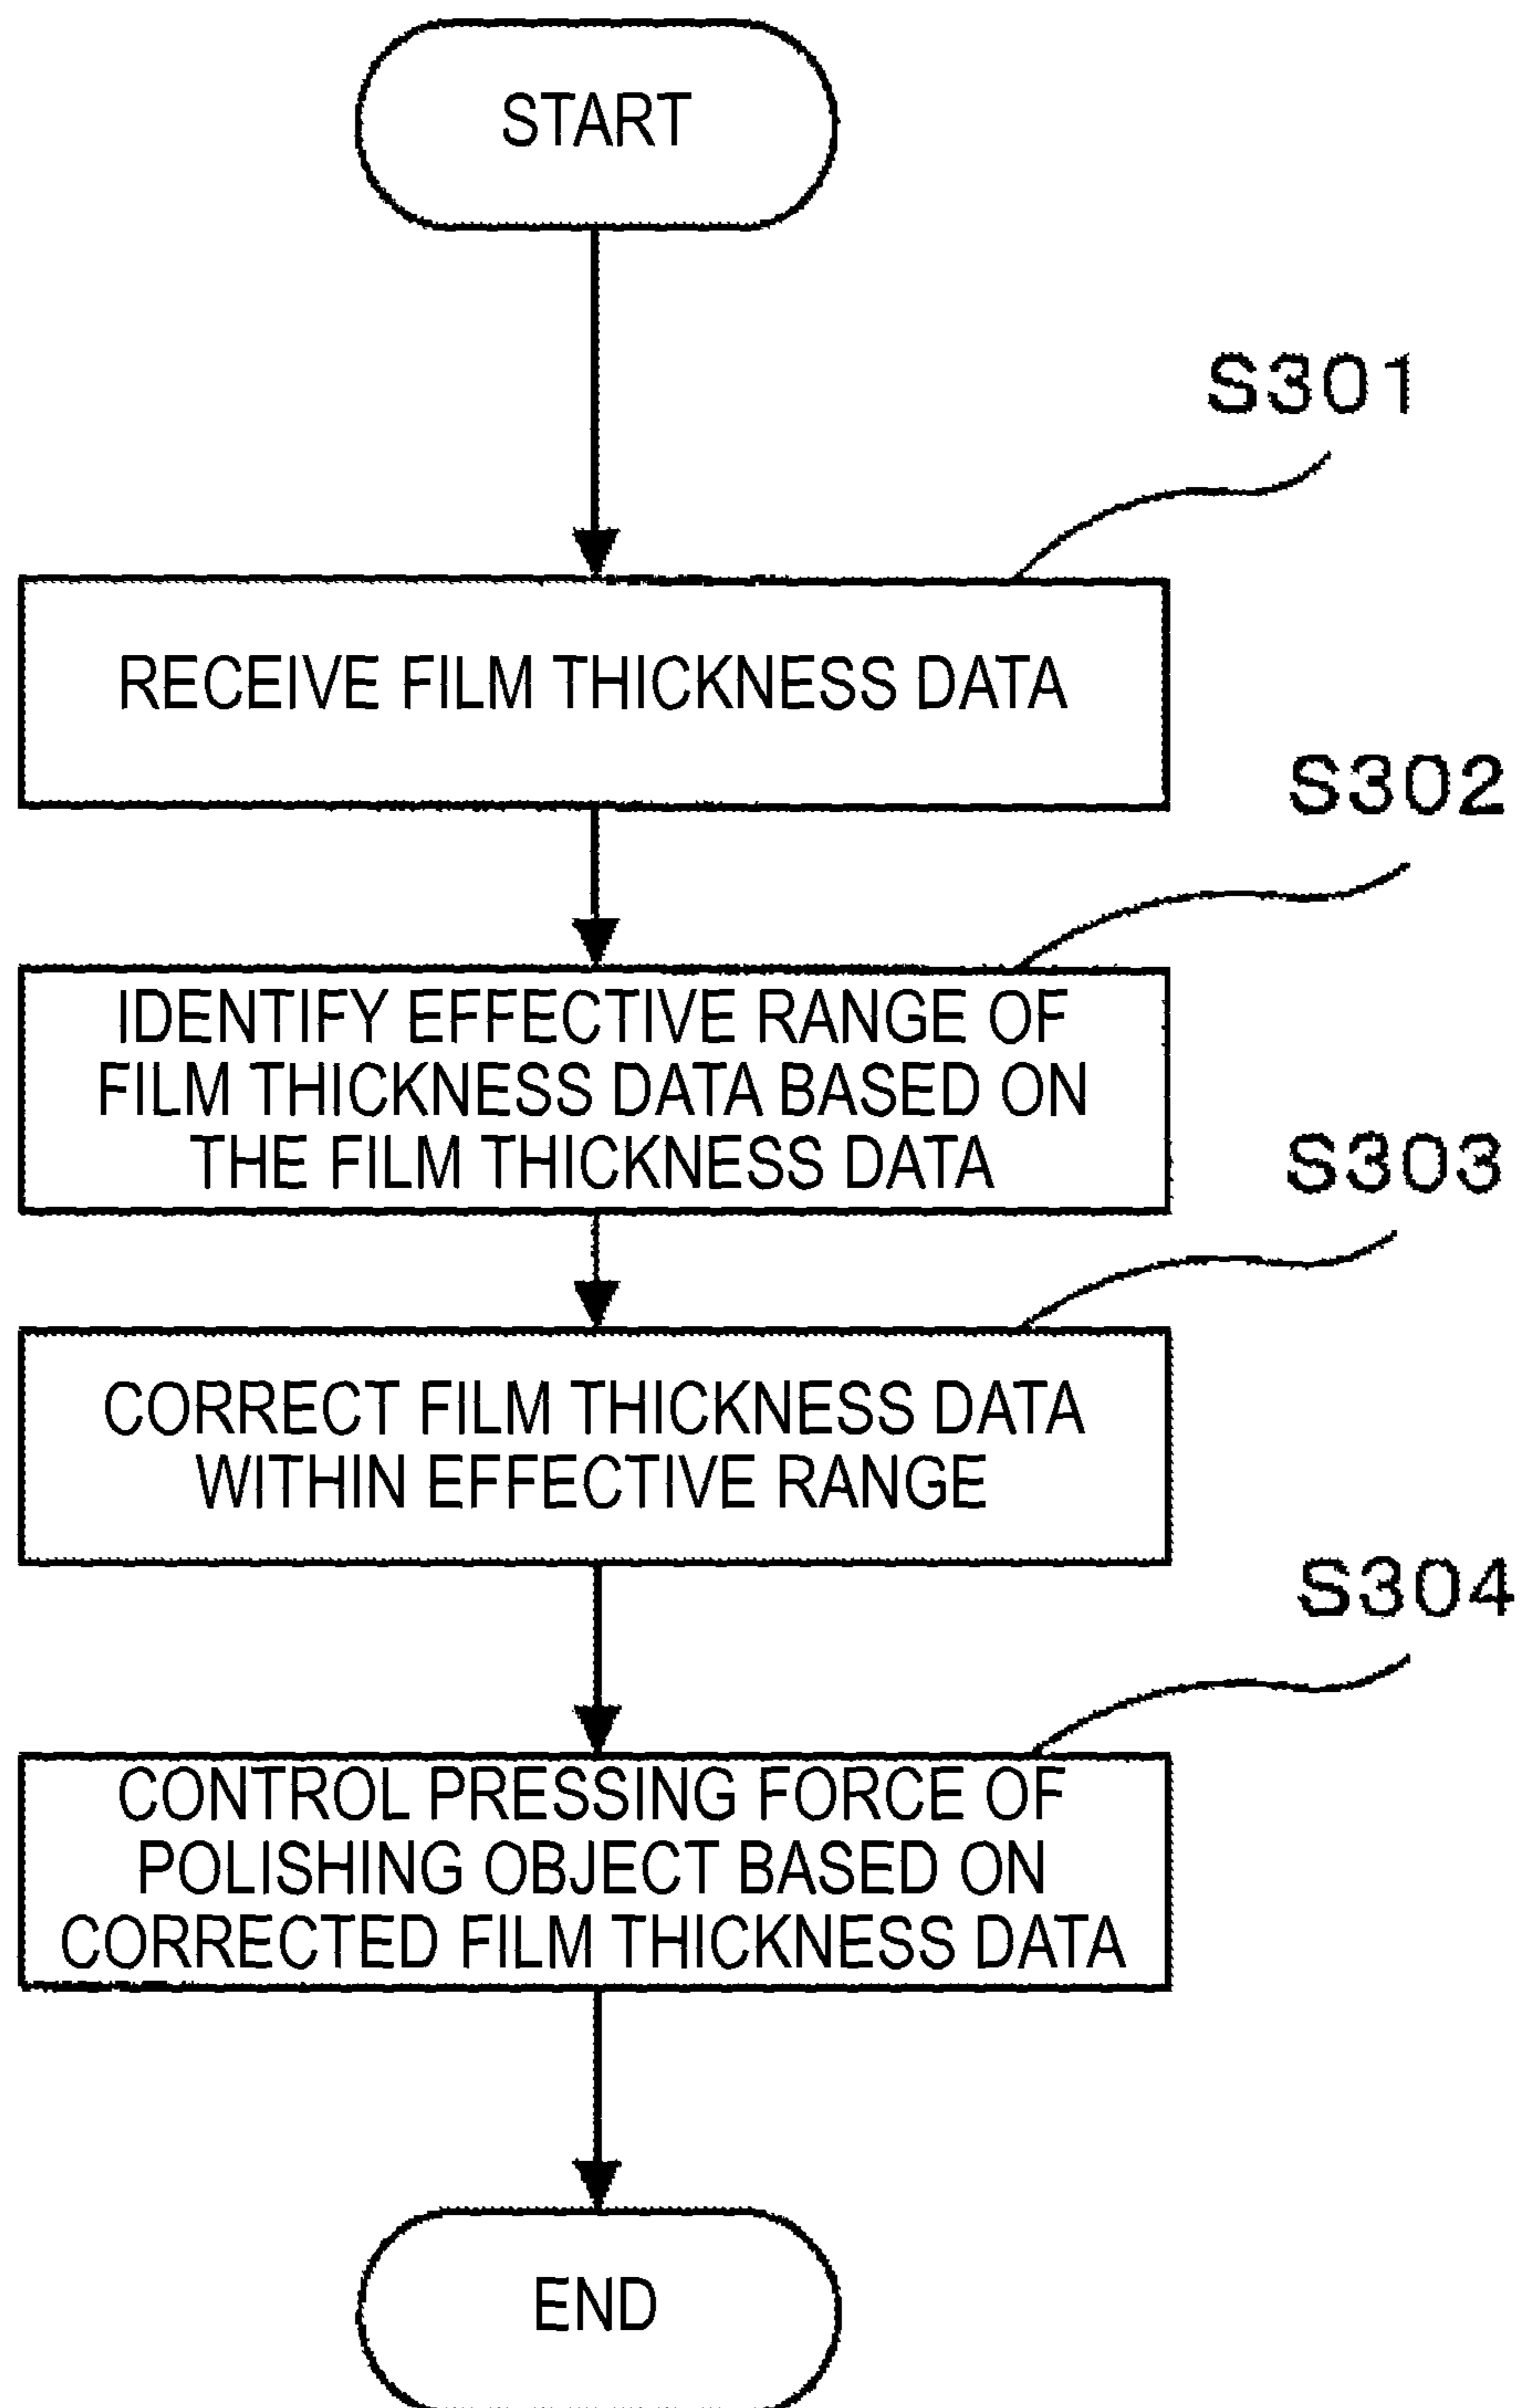 START
S301
RECEIVE FILM THICKNESS DATA
S302
IDENTIFY EFFECTIVE RANGE OF
FILM THICKNESS DATA BASED ON
THE FILM THICKNESS DATA
S303
CORRECT FILM THICKNESS DATA
WITHIN EFFECTIVE RANGE
S304
CONTROL PRESSING FORCE OF
POLISHING OBJECT BASED ON
CORRECTED FILM THICKNESS DATA
END